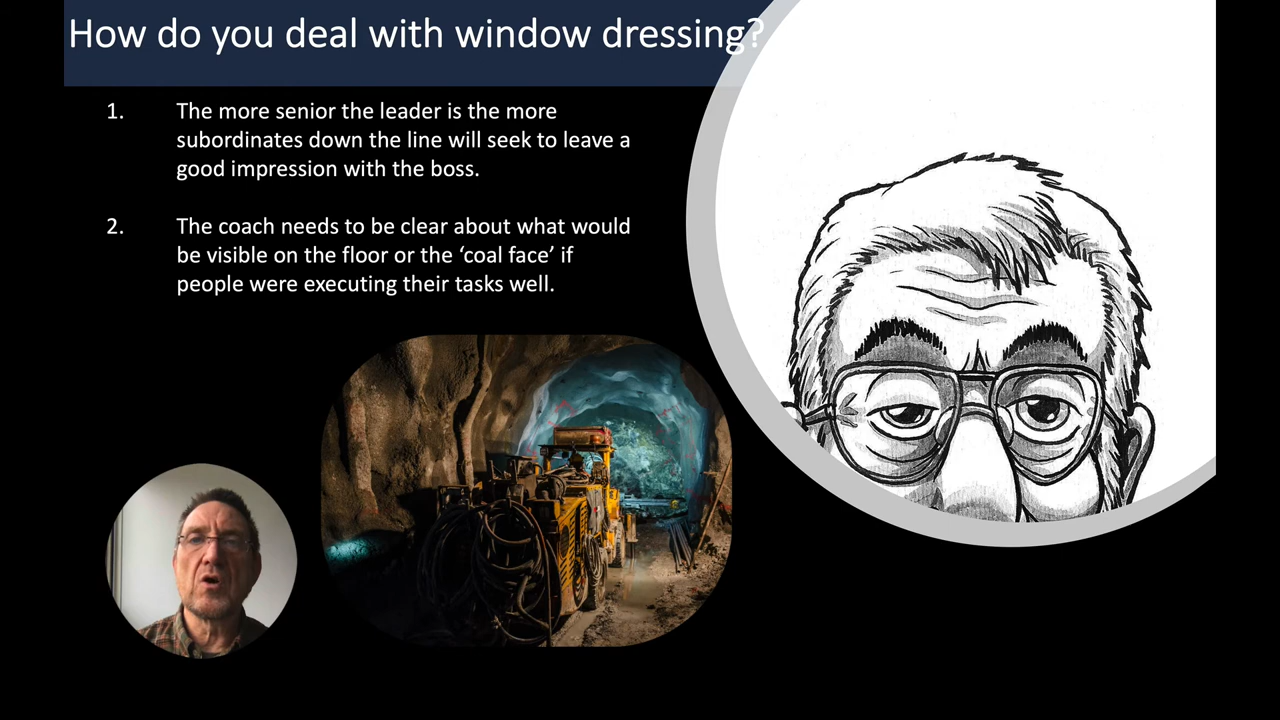 How do you deal with window dressing?
1. The more senior the leader is the more
subordinates down the line will seek to leave a
good impression with the boss.
2. The coach needs to be clear about what would
be visible on the floor or the ‘coal face’ if
people were executing their tasks well.